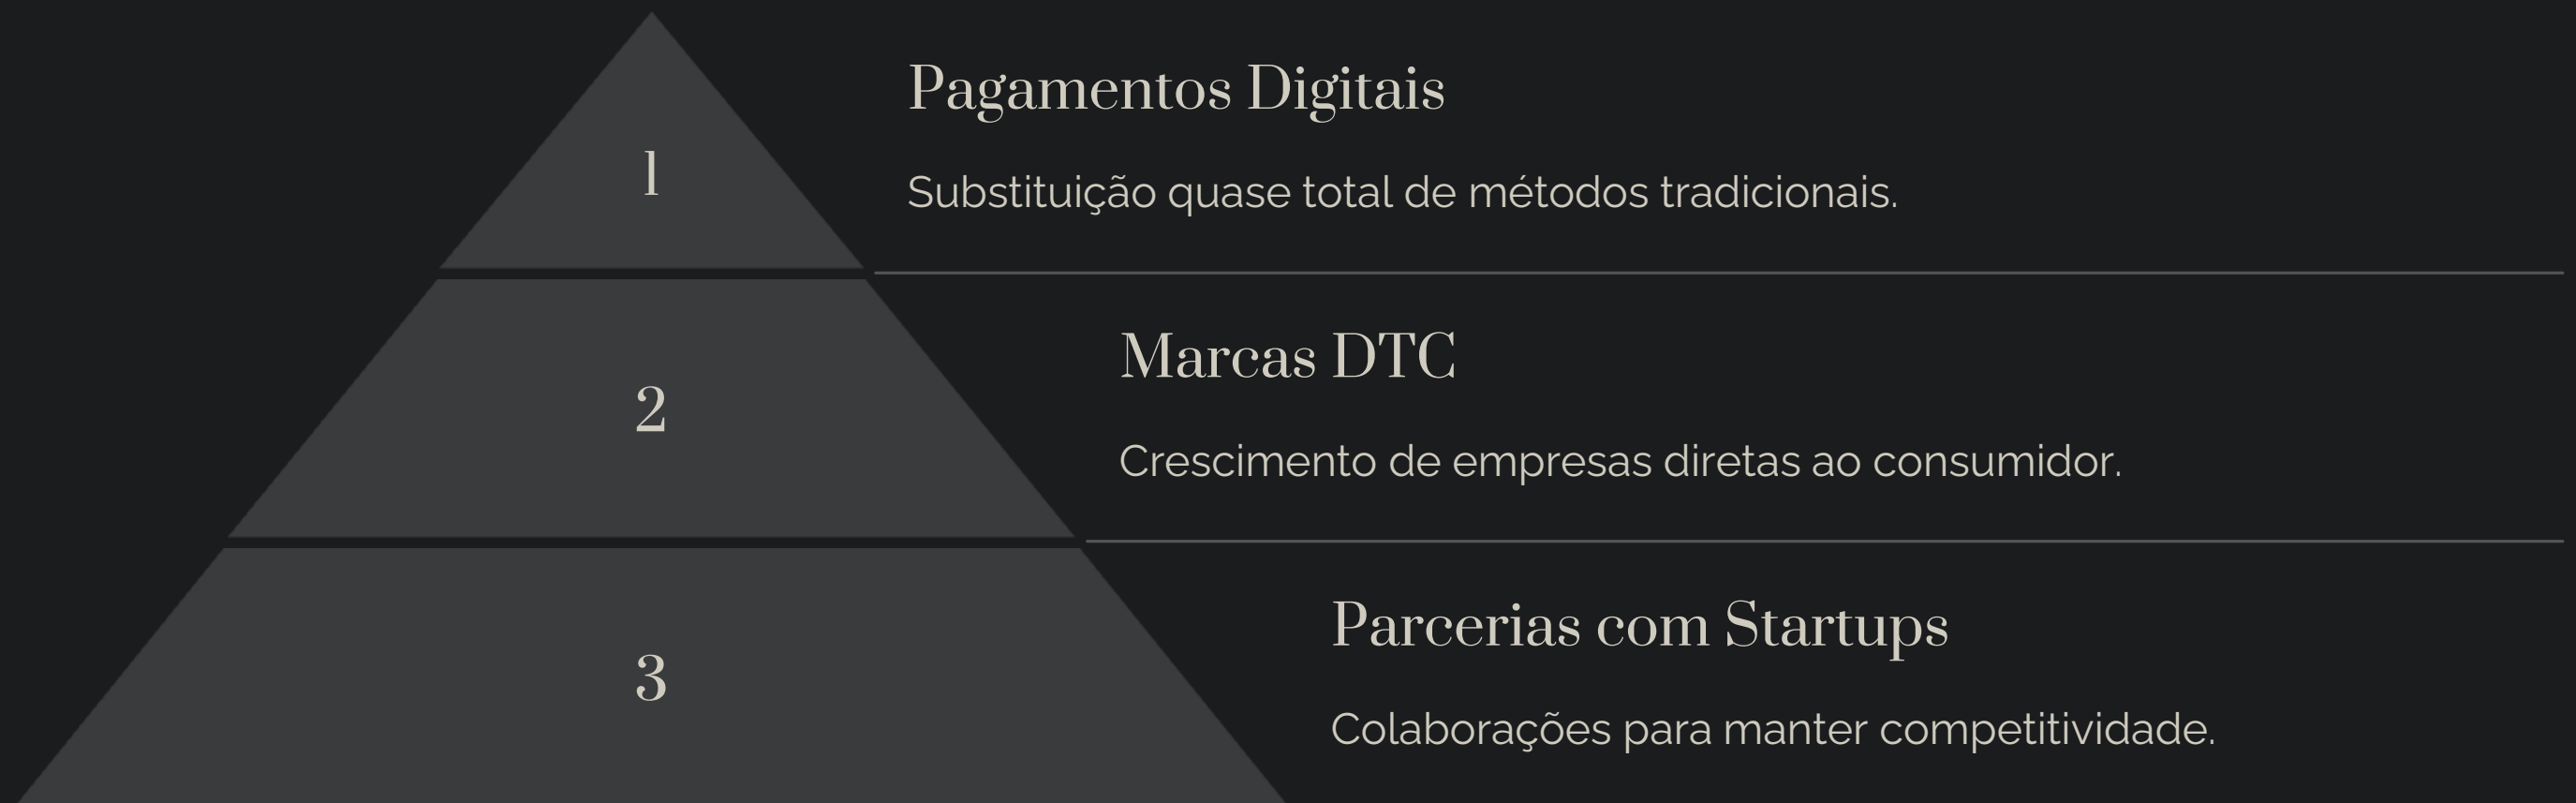 1
Pagamentos Digitais
Substituição quase total de métodos tradicionais.
2
Marcas DTC
Crescimento de empresas diretas ao consumidor.
3
Parcerias com Startups
Colaborações para manter competitividade.